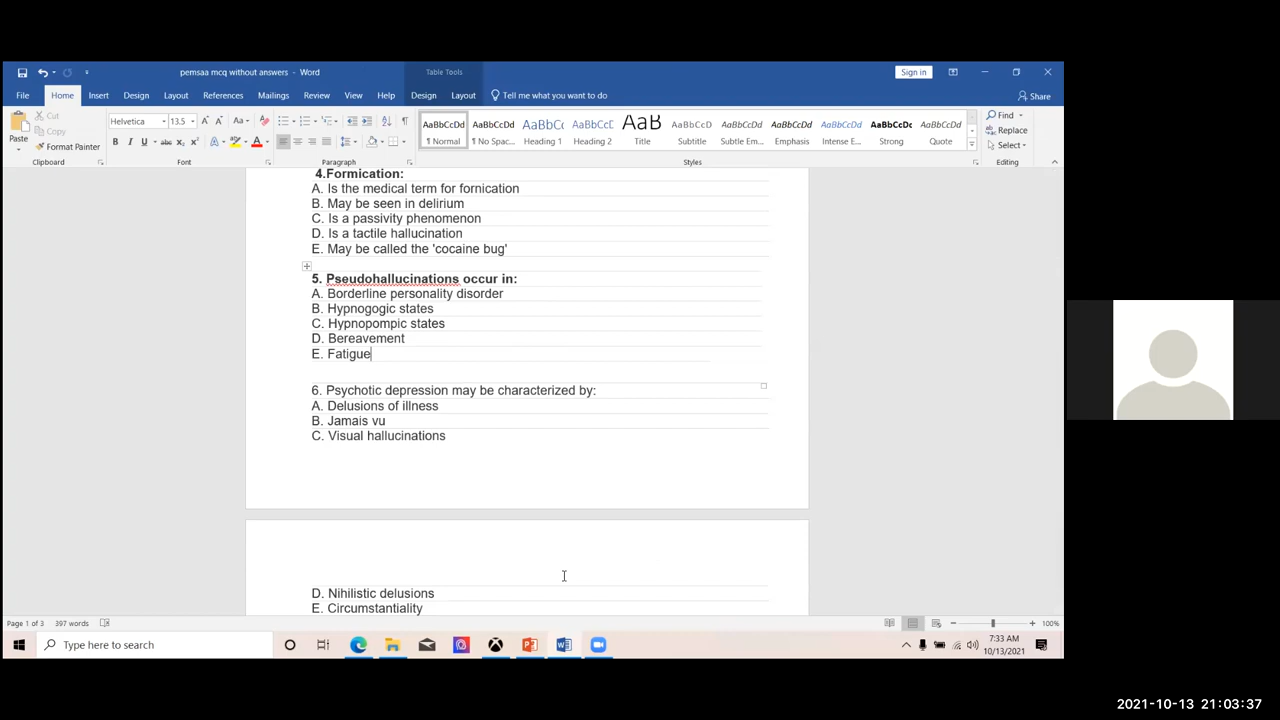 pemsaa mcq without answers - Word
Table Tools
Sign in
File Home Insert Design Layout References Mailings Review View Help Design Layout Tell me what you want to do
Share
Cut
Copy
Format Painter
Paste
Helvetica 13.5
AaBbCcDd AaBbCcDd AaBbCc AaBbCcC AaB AaBbCcD AaBbCcDd AaBbCcDd AaBbCcDd AaBbCcDc AaBbCcDd
¶ Normal ¶ No Spac... Heading 1 Heading 2 Title Subtitle Subtle Em... Emphasis Intense E... Strong Quote
Find
Replace
Select
Clipboard Font Paragraph Styles Editing
4.Formication:
A. Is the medical term for fornication
B. May be seen in delirium
C. Is a passivity phenomenon
D. Is a tactile hallucination
E. May be called the 'cocaine bug'
5. Pseudohallucinations occur in:
A. Borderline personality disorder
B. Hypnogogic states
C. Hypnopompic states
D. Bereavement
E. Fatigue
6. Psychotic depression may be characterized by:
A. Delusions of illness
B. Jamais vu
C. Visual hallucinations
D. Nihilistic delusions
E. Circumstantiality
Page 1 of 3 397 words
100%
Type here to search
7:33 AM
10/13/2021
2021-10-13 21:03:37